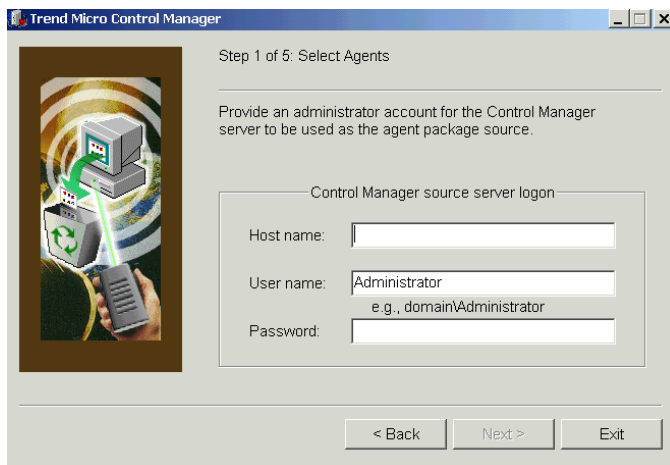 Trend Micro Control Manager
Step 1 of 5: Select Agents
Provide an administrator account for the Control Manager
server to be used as the agent package source.
Control Manager source server logon
Host name:
User name: Administrator
e.g., domain\Administrator
Password:
< Back Next > Exit